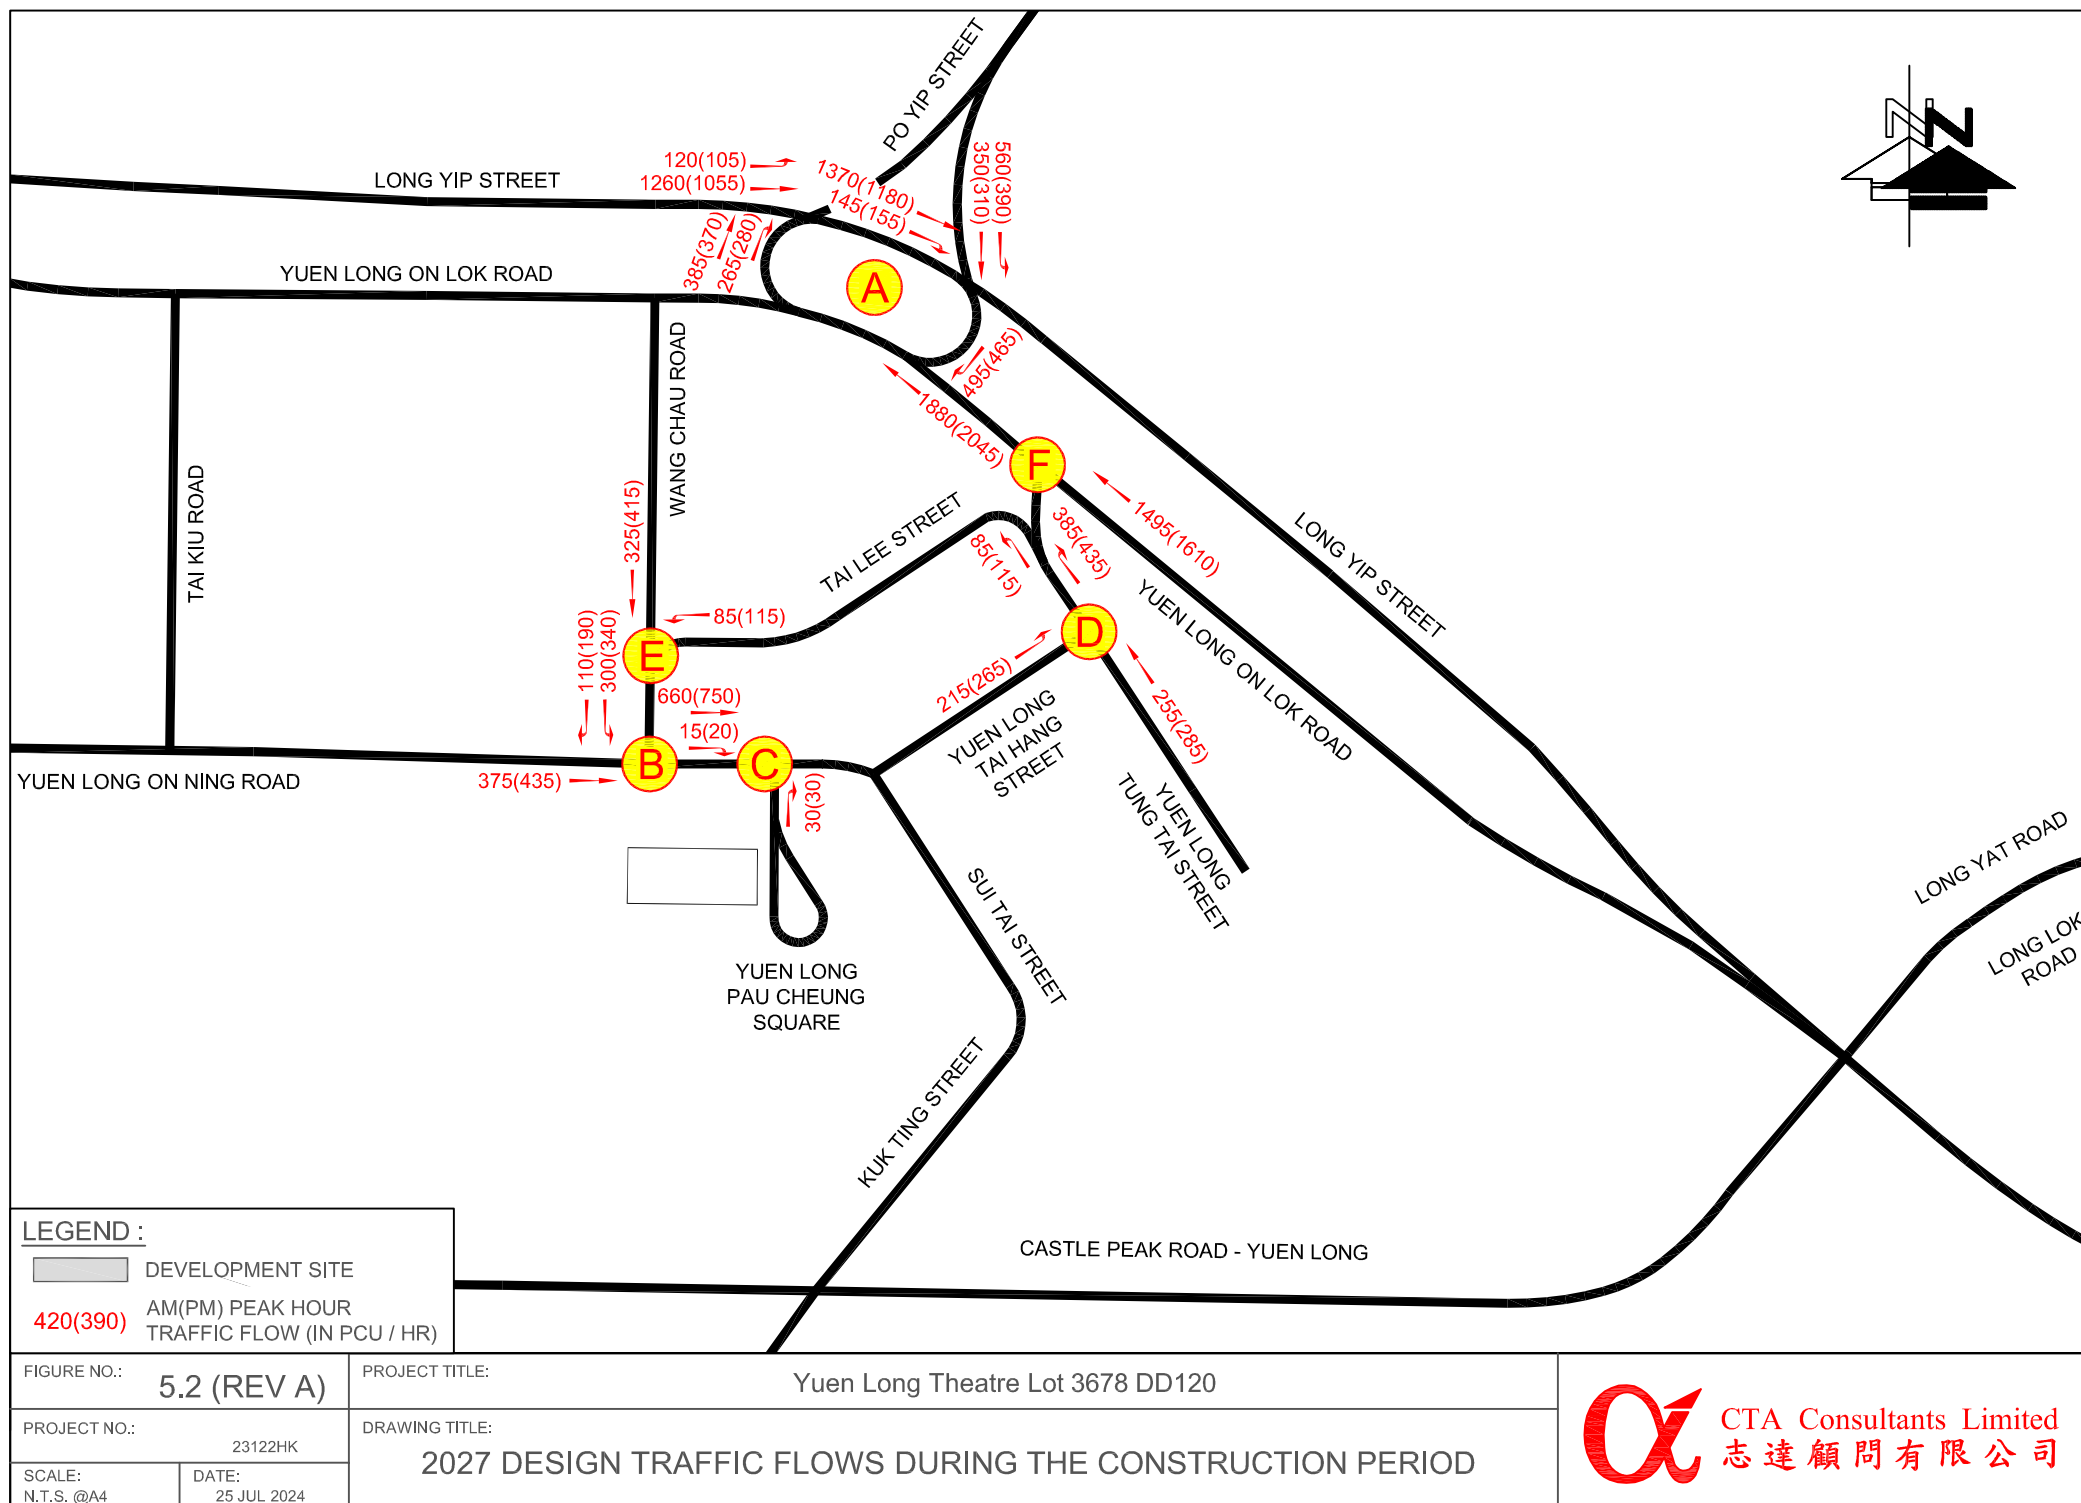 PO YIP STREET
N
120(105)
1260(1055)
1370(1180)
145(155)
560(390)
350(310)
LONG YIP STREET
385(370)
265(280)
YUEN LONG ON LOK ROAD
A
495(465)
1880(2045)
WANG CHAU ROAD
F
TAI KIU ROAD
325(415)
TAI LEE STREET
85(115)
385(435)
1495(1610)
LONG YIP STREET
YUEN LONG ON LOK ROAD
110(190)
300(340)
85(115)
E
D
660(750)
15(20)
215(265)
255(285)
YUEN LONG
TAI HANG
STREET
YUEN LONG
TUNG TAI STREET
YUEN LONG ON NING ROAD
375(435)
B
C
30(30)
SUI TAI STREET
LONG YAT ROAD
LONG LOK
ROAD
YUEN LONG
PAU CHEUNG
SQUARE
KUK TING STREET
CASTLE PEAK ROAD - YUEN LONG
LEGEND :
DEVELOPMENT SITE
420(390)
AM(PM) PEAK HOUR
TRAFFIC FLOW (IN PCU / HR)
FIGURE NO.:
5.2 (REV A)
PROJECT TITLE:
Yuen Long Theatre Lot 3678 DD120
PROJECT NO.:
23122HK
DRAWING TITLE:
2027 DESIGN TRAFFIC FLOWS DURING THE CONSTRUCTION PERIOD
SCALE:
N.T.S. @A4
DATE:
25 JUL 2024
CTA Consultants Limited
志達顧問有限公司